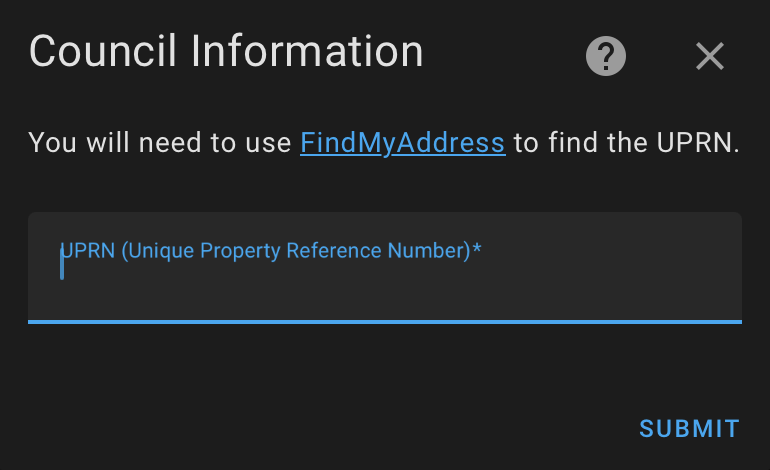 Council Information
You will need to use FindMyAddress to find the UPRN.
UPRN (Unique Property Reference Number)*
SUBMIT